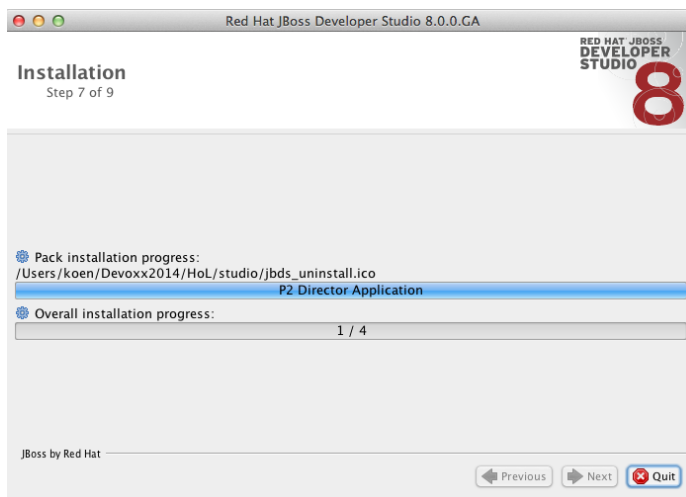 Red Hat JBoss Developer Studio 8.0.0.GA
RED HAT JBOSS
DEVELOPER
STUDIO
8
Installation
Step 7 of 9
Pack installation progress:
/Users/koen/Devoxx2014/HoL/studio/jbds_uninstall.ico
P2 Director Application
Overall installation progress:
1 / 4
JBoss by Red Hat
Previous Next Quit